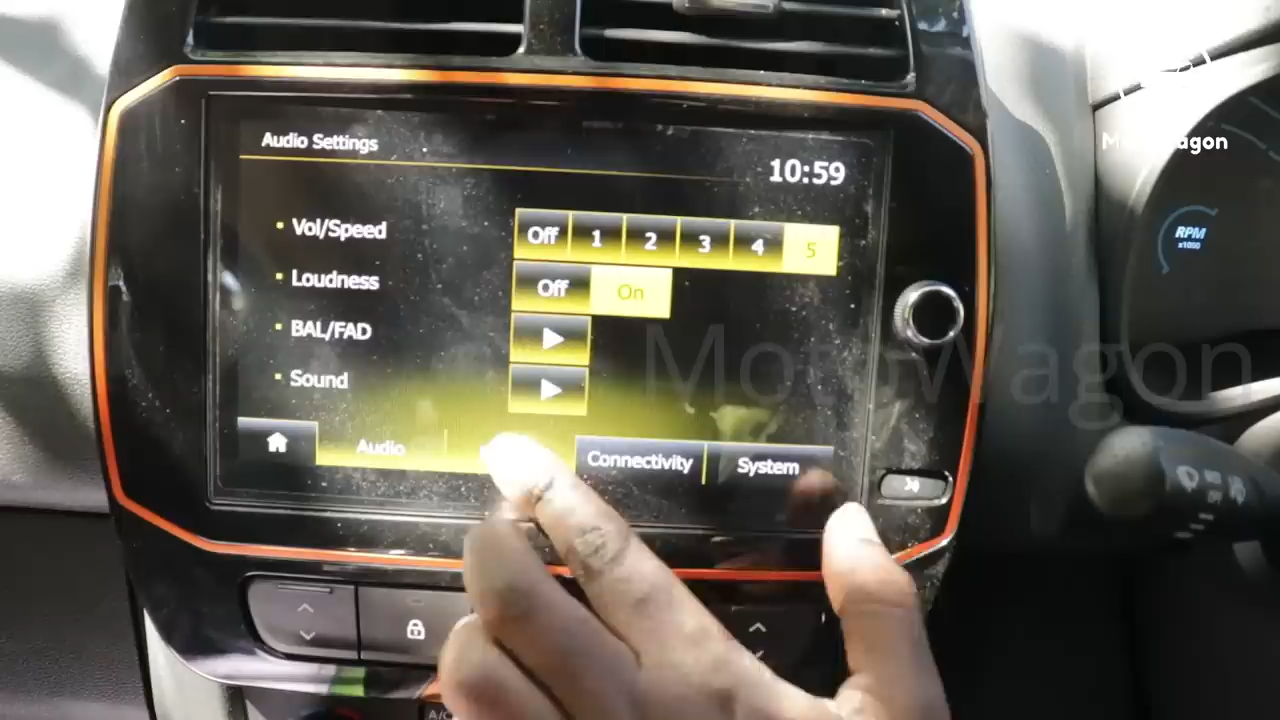 Audio Settings
10:59
Vol/Speed
Off 1 2 3 4 5
Loudness
Off On
BAL/FAD
Sound
Audio
Connectivity
System
RPM
x1000
MotoWagon
A/C